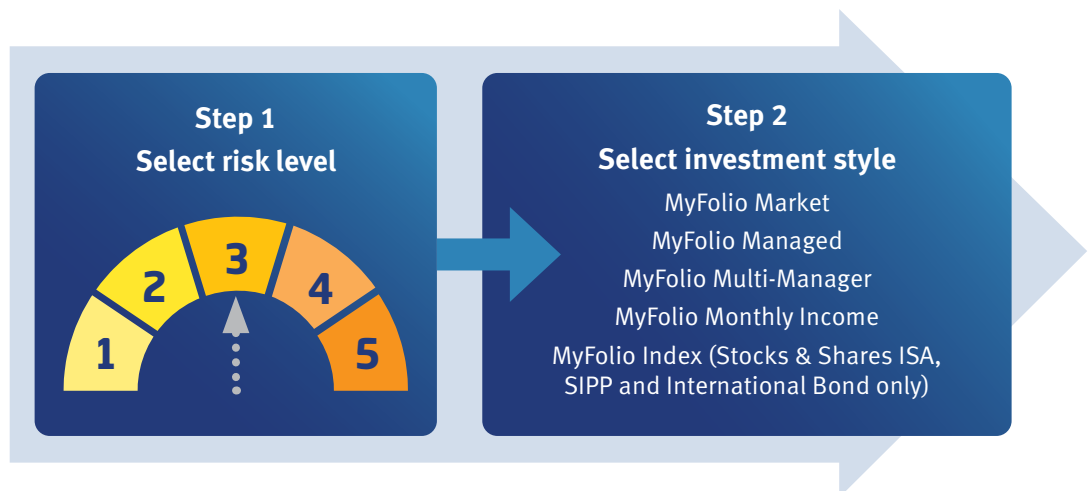 Step 1
Select risk level
1
2
3
4
5
Step 2
Select investment style
MyFolio Market
MyFolio Managed
MyFolio Multi-Manager
MyFolio Monthly Income
MyFolio Index (Stocks & Shares ISA,
SIPP and International Bond only)